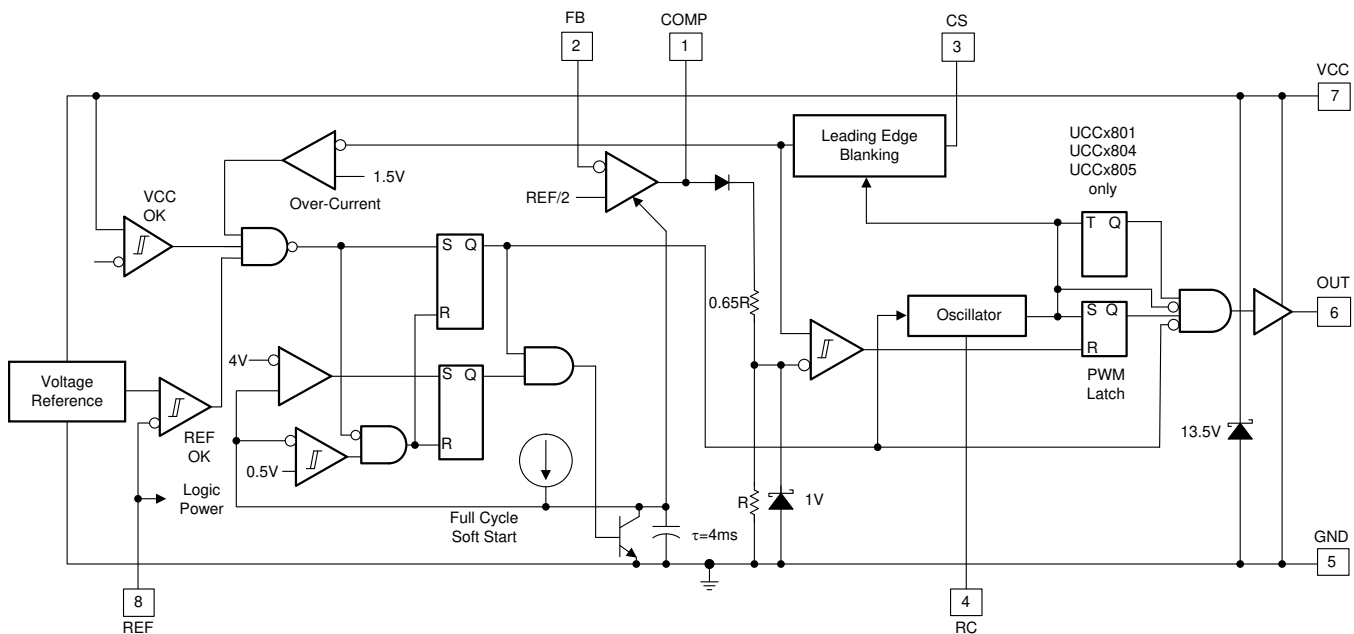 FB
COMP
CS
2
1
3
VCC
7
Leading Edge
Blanking
UCCx801
UCCx804
UCCx805
only
1.5V
Over-Current
REF/2
VCC
OK
T Q
S Q
R
0.65R
Oscillator
S Q
R
PWM
Latch
OUT
6
4V
S Q
R
Voltage
Reference
REF
OK
0.5V
13.5V
Logic
Power
Full Cycle
Soft Start
τ=4ms
R
1V
GND
5
8
REF
4
RC